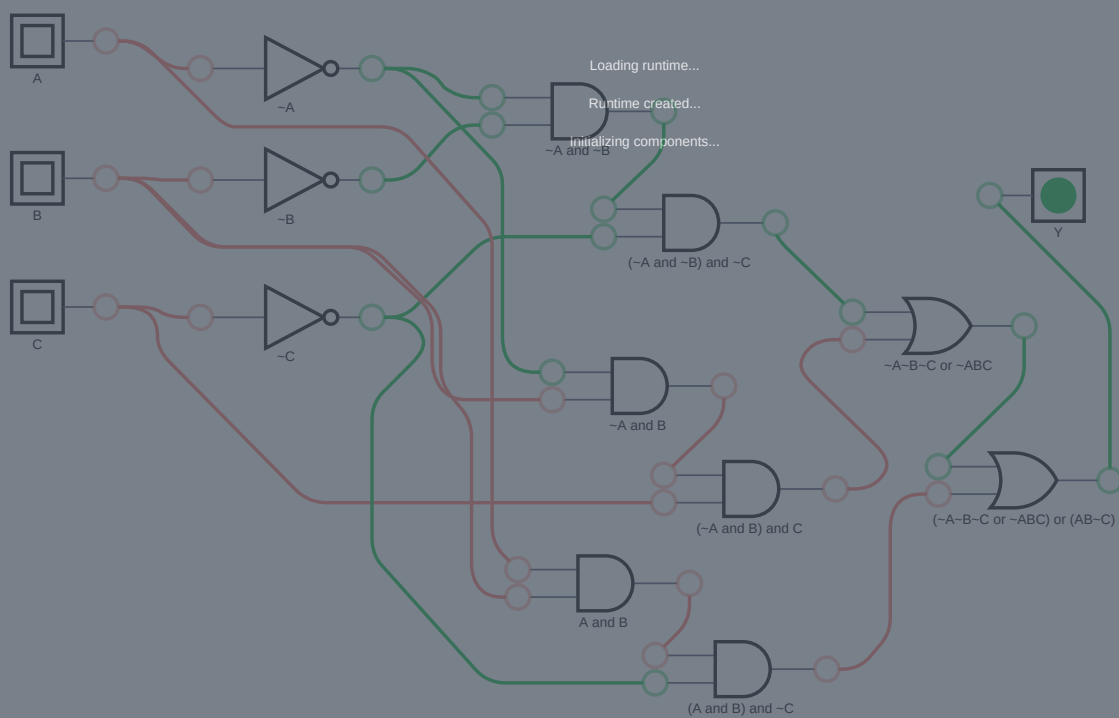 A
B
C
~A
~B
~C
Loading runtime...
Runtime created...
Initializing components...
~A and ~B
(~A and ~B) and ~C
~A and B
(~A and B) and C
A and B
(A and B) and ~C
~A~B~C or ~ABC
(~A~B~C or ~ABC) or (AB~C)
Y